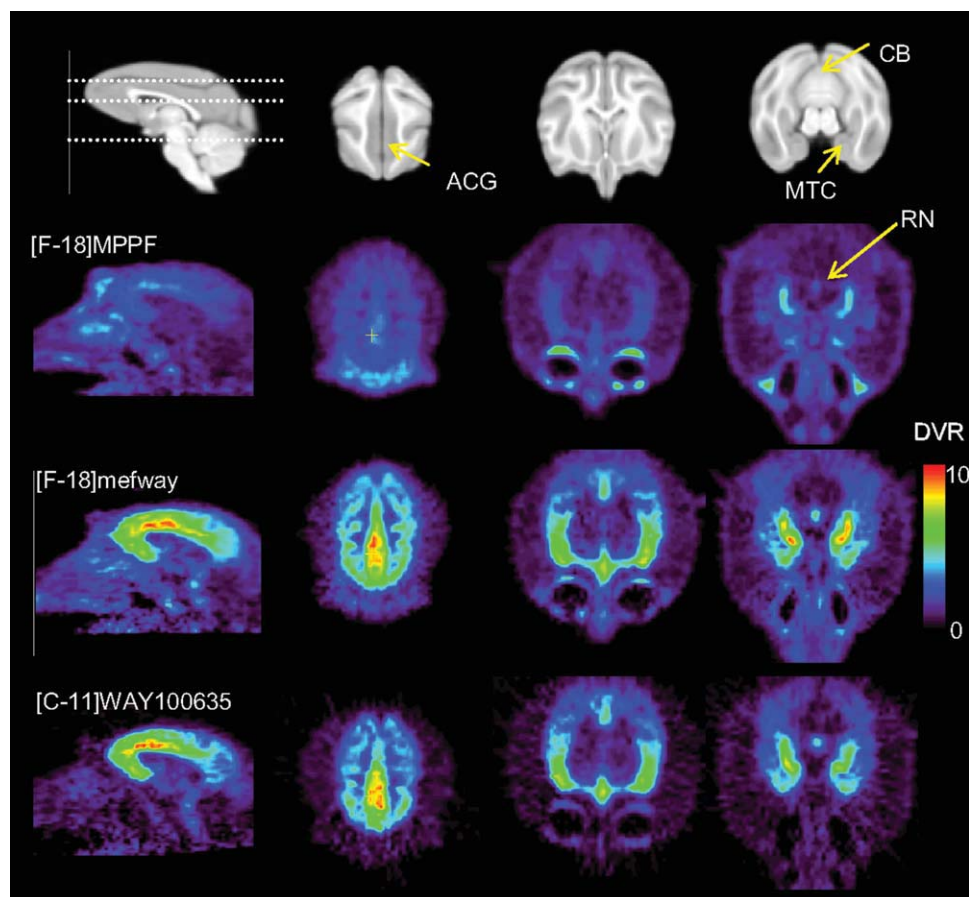 CB
ACG
MTC
[F-18]MPPF
RN
DVR
[F-18]mefway
10
0
[C-11]WAY100635